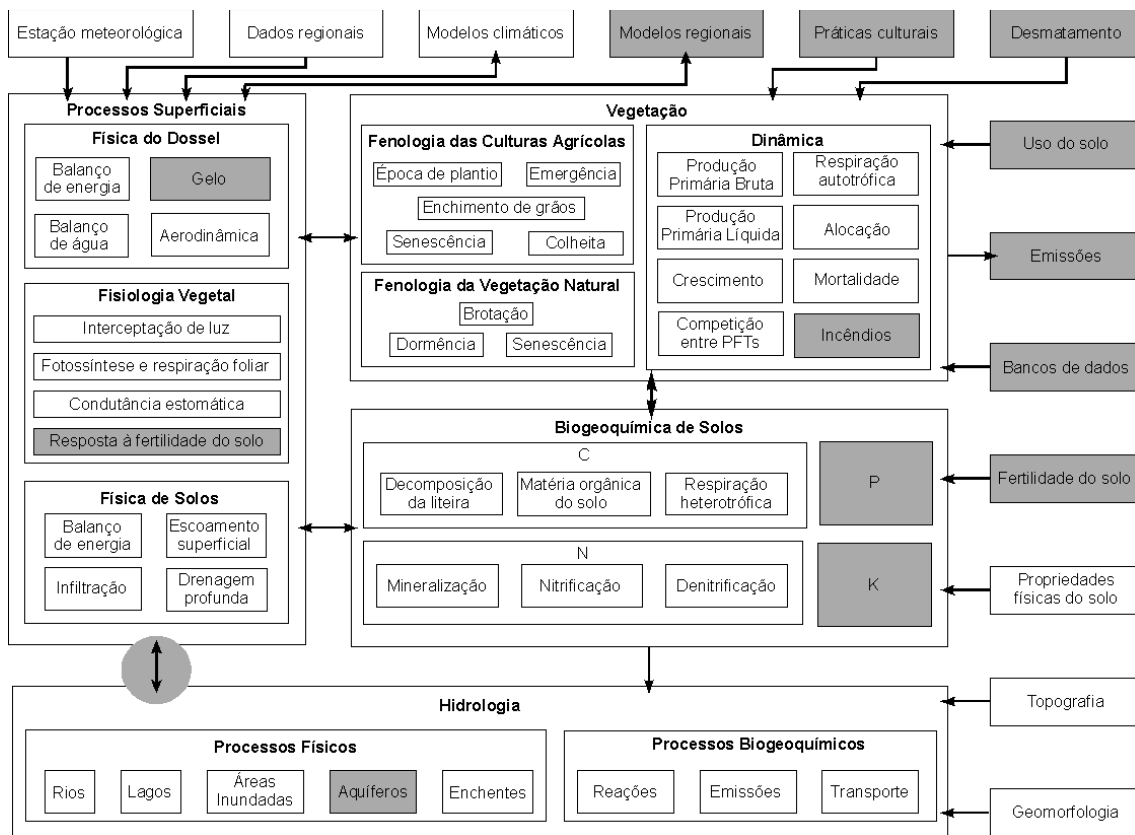 Estação meteorológica
Dados regionais
Modelos climáticos
Modelos regionais
Práticas culturais
Desmatamento
Processos Superficiais
Física do Dossel
Balanço
de energia
Gelo
Balanço
de água
Aerodinâmica
Fisiologia Vegetal
Interceptação de luz
Fotossíntese e respiração foliar
Condutância estomática
Resposta à fertilidade do solo
Física de Solos
Balanço
de energia
Escoamento
superficial
Infiltração
Drenagem
profunda
Vegetação
Fenologia das Culturas Agrícolas
Época de plantio
Emergência
Enchimento de grãos
Senescência
Colheita
Fenologia da Vegetação Natural
Brotação
Dormência
Senescência
Dinâmica
Produção
Primária Bruta
Respiração
autotrófica
Produção
Primária Líquida
Alocação
Crescimento
Mortalidade
Competição
entre PFTs
Incêndios
Uso do solo
Emissões
Bancos de dados
Biogeoquímica de Solos
C
Decomposição
da liteira
Matéria orgânica
do solo
Respiração
heterotrófica
P
N
Mineralização
Nitrificação
Denitrificação
K
Fertilidade do solo
Propriedades
físicas do solo
Hidrologia
Processos Físicos
Rios
Lagos
Áreas
Inundadas
Aquíferos
Enchentes
Processos Biogeoquímicos
Reações
Emissões
Transporte
Topografia
Geomorfologia